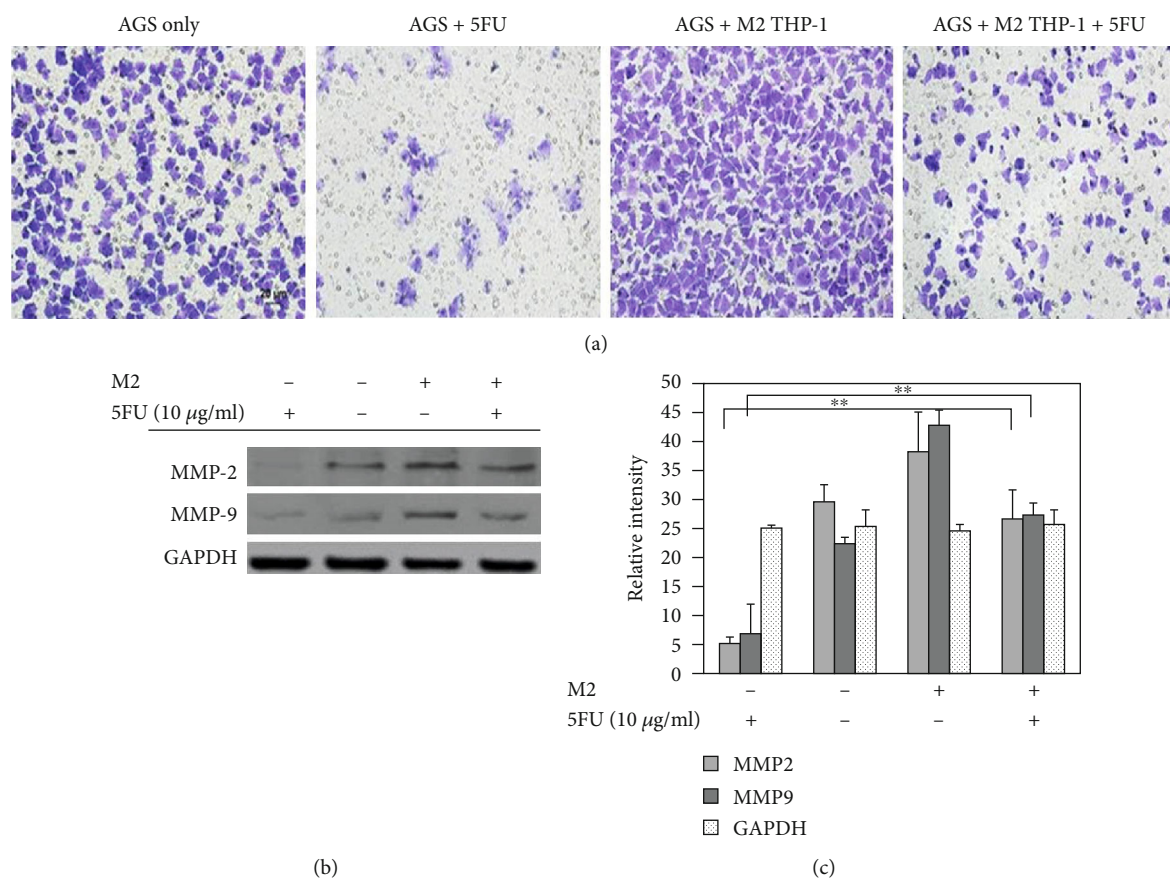 AGS only
AGS + 5FU
AGS + M2 THP-1
AGS + M2 THP-1 + 5FU
20 μm
(a)
M2 – – + +
5FU (10 μg/ml) + – – +
MMP-2
MMP-9
GAPDH
(b)
50
45
40
35
30
25
20
15
10
5
0
Relative intensity
**
**
M2 – – + +
5FU (10 μg/ml) + – – +
MMP2
MMP9
GAPDH
(c)